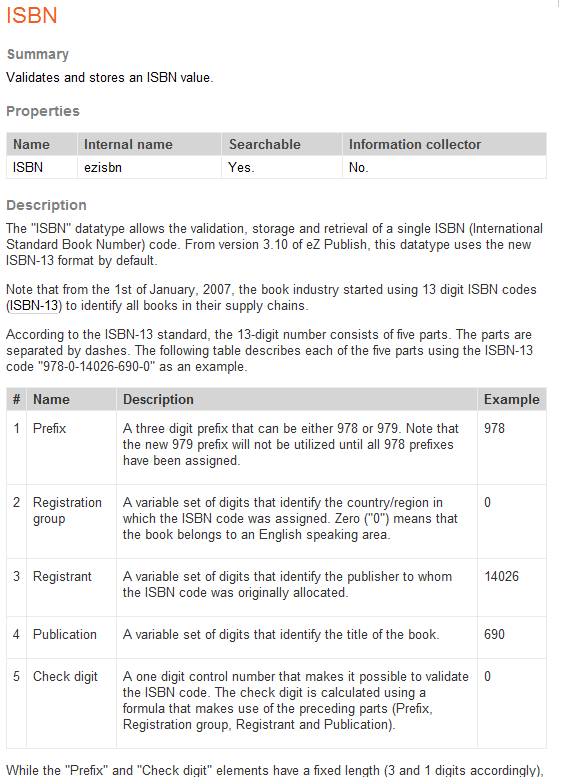 ISBN
Summary
Validates and stores an ISBN value.
Properties
Name Internal name Searchable Information collector
ISBN ezisbn Yes. No.
Description
The "ISBN" datatype allows the validation, storage and retrieval of a single ISBN (International
Standard Book Number) code. From version 3.10 of eZ Publish, this datatype uses the new
ISBN-13 format by default.
Note that from the 1st of January, 2007, the book industry started using 13 digit ISBN codes
(ISBN-13) to identify all books in their supply chains.
According to the ISBN-13 standard, the 13-digit number consists of five parts. The parts are
separated by dashes. The following table describes each of the five parts using the ISBN-13
code "978-0-14026-690-0" as an example.
# Name Description Example
1 Prefix A three digit prefix that can be either 978 or 979. Note that 978
the new 979 prefix will not be utilized until all 978 prefixes
have been assigned.
2 Registration A variable set of digits that identify the country/region in 0
group which the ISBN code was assigned. Zero ("0") means that
the book belongs to an English speaking area.
3 Registrant A variable set of digits that identify the publisher to whom 14026
the ISBN code was originally allocated.
4 Publication A variable set of digits that identify the title of the book. 690
5 Check digit A one digit control number that makes it possible to validate 0
the ISBN code. The check digit is calculated using a
formula that makes use of the preceding parts (Prefix,
Registration group, Registrant and Publication).
While the "Prefix" and "Check digit" elements have a fixed length (3 and 1 digits accordingly),